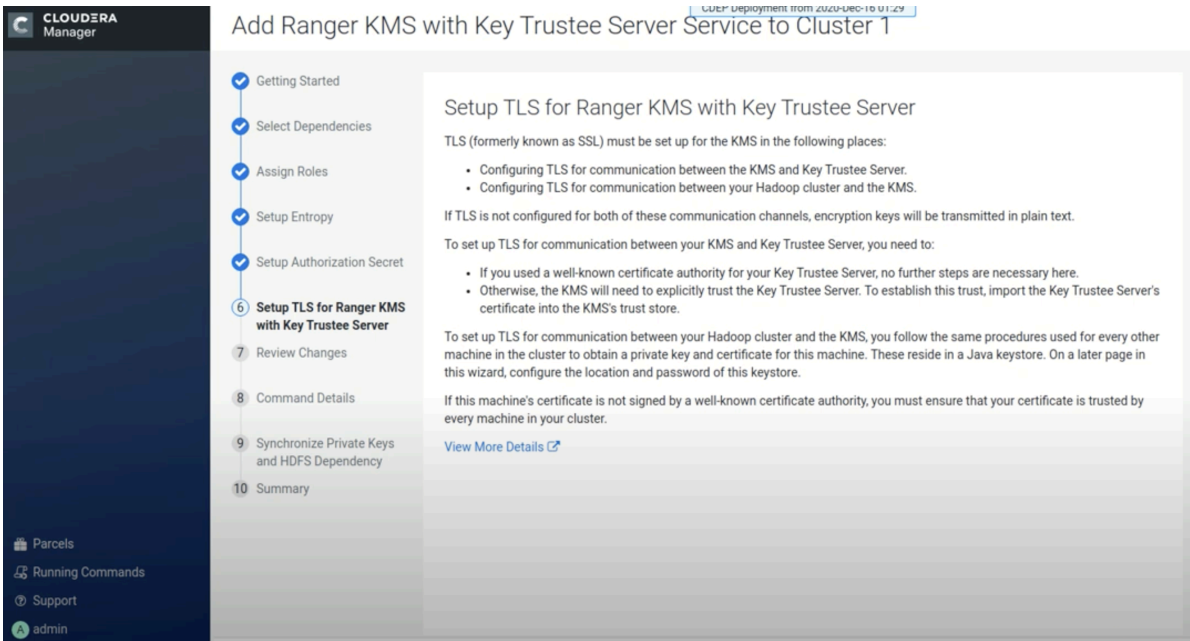 CLOUDERA
Manager
CDEP Deployment from 2020-Dec-16 01:29
Add Ranger KMS with Key Trustee Server Service to Cluster 1
Getting Started
Select Dependencies
Assign Roles
Setup Entropy
Setup Authorization Secret
6 Setup TLS for Ranger KMS
with Key Trustee Server
7 Review Changes
8 Command Details
9 Synchronize Private Keys
and HDFS Dependency
10 Summary
Setup TLS for Ranger KMS with Key Trustee Server
TLS (formerly known as SSL) must be set up for the KMS in the following places:
• Configuring TLS for communication between the KMS and Key Trustee Server.
• Configuring TLS for communication between your Hadoop cluster and the KMS.
If TLS is not configured for both of these communication channels, encryption keys will be transmitted in plain text.
To set up TLS for communication between your KMS and Key Trustee Server, you need to:
• If you used a well-known certificate authority for your Key Trustee Server, no further steps are necessary here.
• Otherwise, the KMS will need to explicitly trust the Key Trustee Server. To establish this trust, import the Key Trustee Server's
certificate into the KMS's trust store.
To set up TLS for communication between your Hadoop cluster and the KMS, you follow the same procedures used for every other
machine in the cluster to obtain a private key and certificate for this machine. These reside in a Java keystore. On a later page in
this wizard, configure the location and password of this keystore.
If this machine's certificate is not signed by a well-known certificate authority, you must ensure that your certificate is trusted by
every machine in your cluster.
View More Details
Parcels
Running Commands
Support
A admin